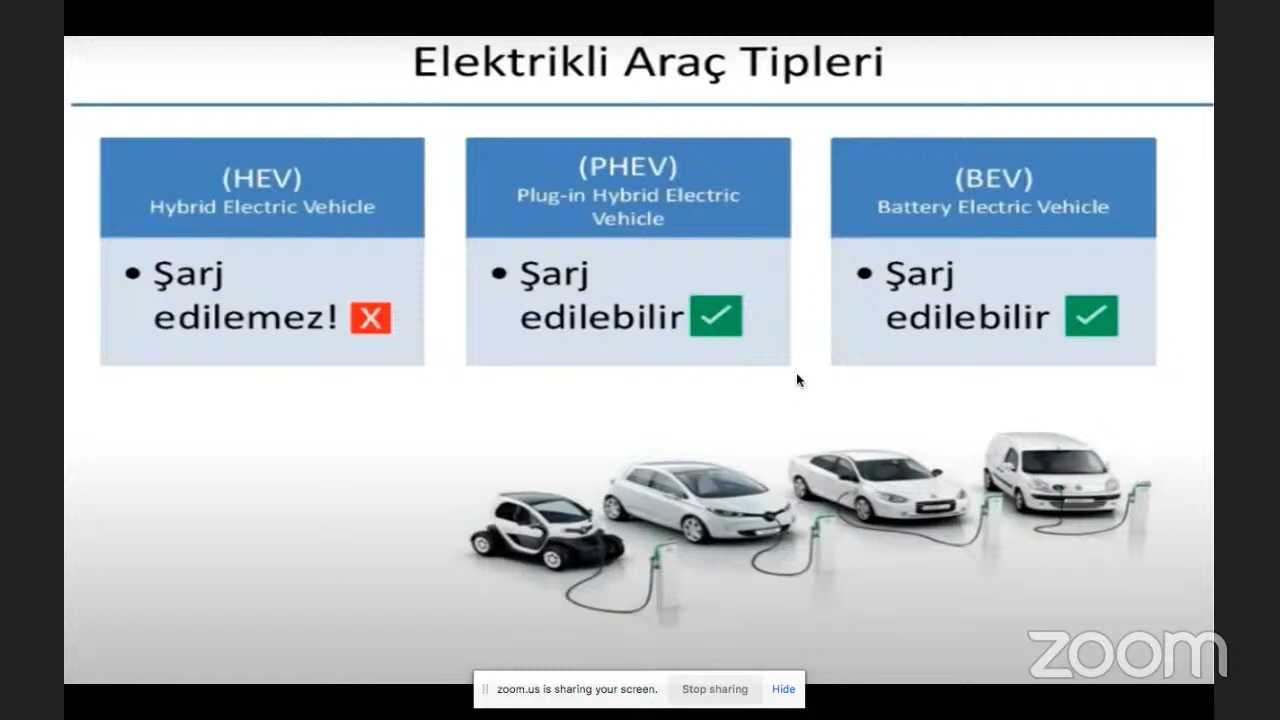 Elektrikli Araç Tipleri
(HEV)
Hybrid Electric Vehicle
• Şarj
edilemez! X
(PHEV)
Plug-in Hybrid Electric
Vehicle
• Şarj
edilebilir
(BEV)
Battery Electric Vehicle
• Şarj
edilebilir
zoom
zoom.us is sharing your screen. Stop sharing Hide